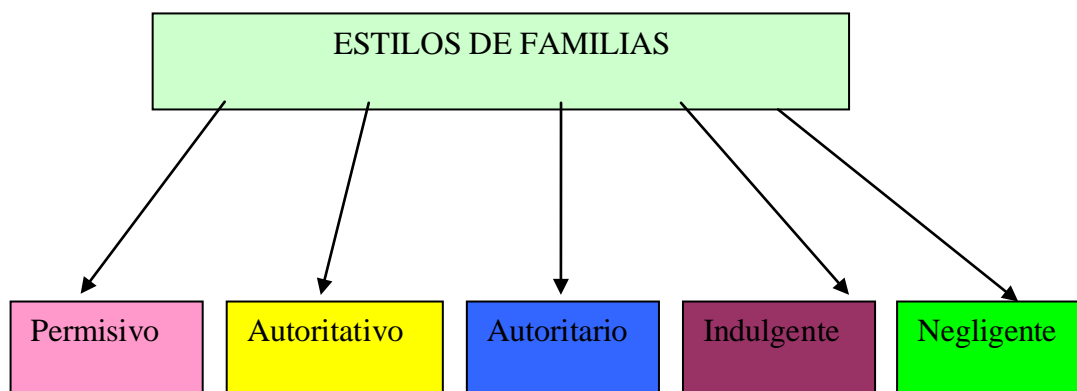 ESTILOS DE FAMILIAS
Permisivo
Autoritativo
Autoritario
Indulgente
Negligente